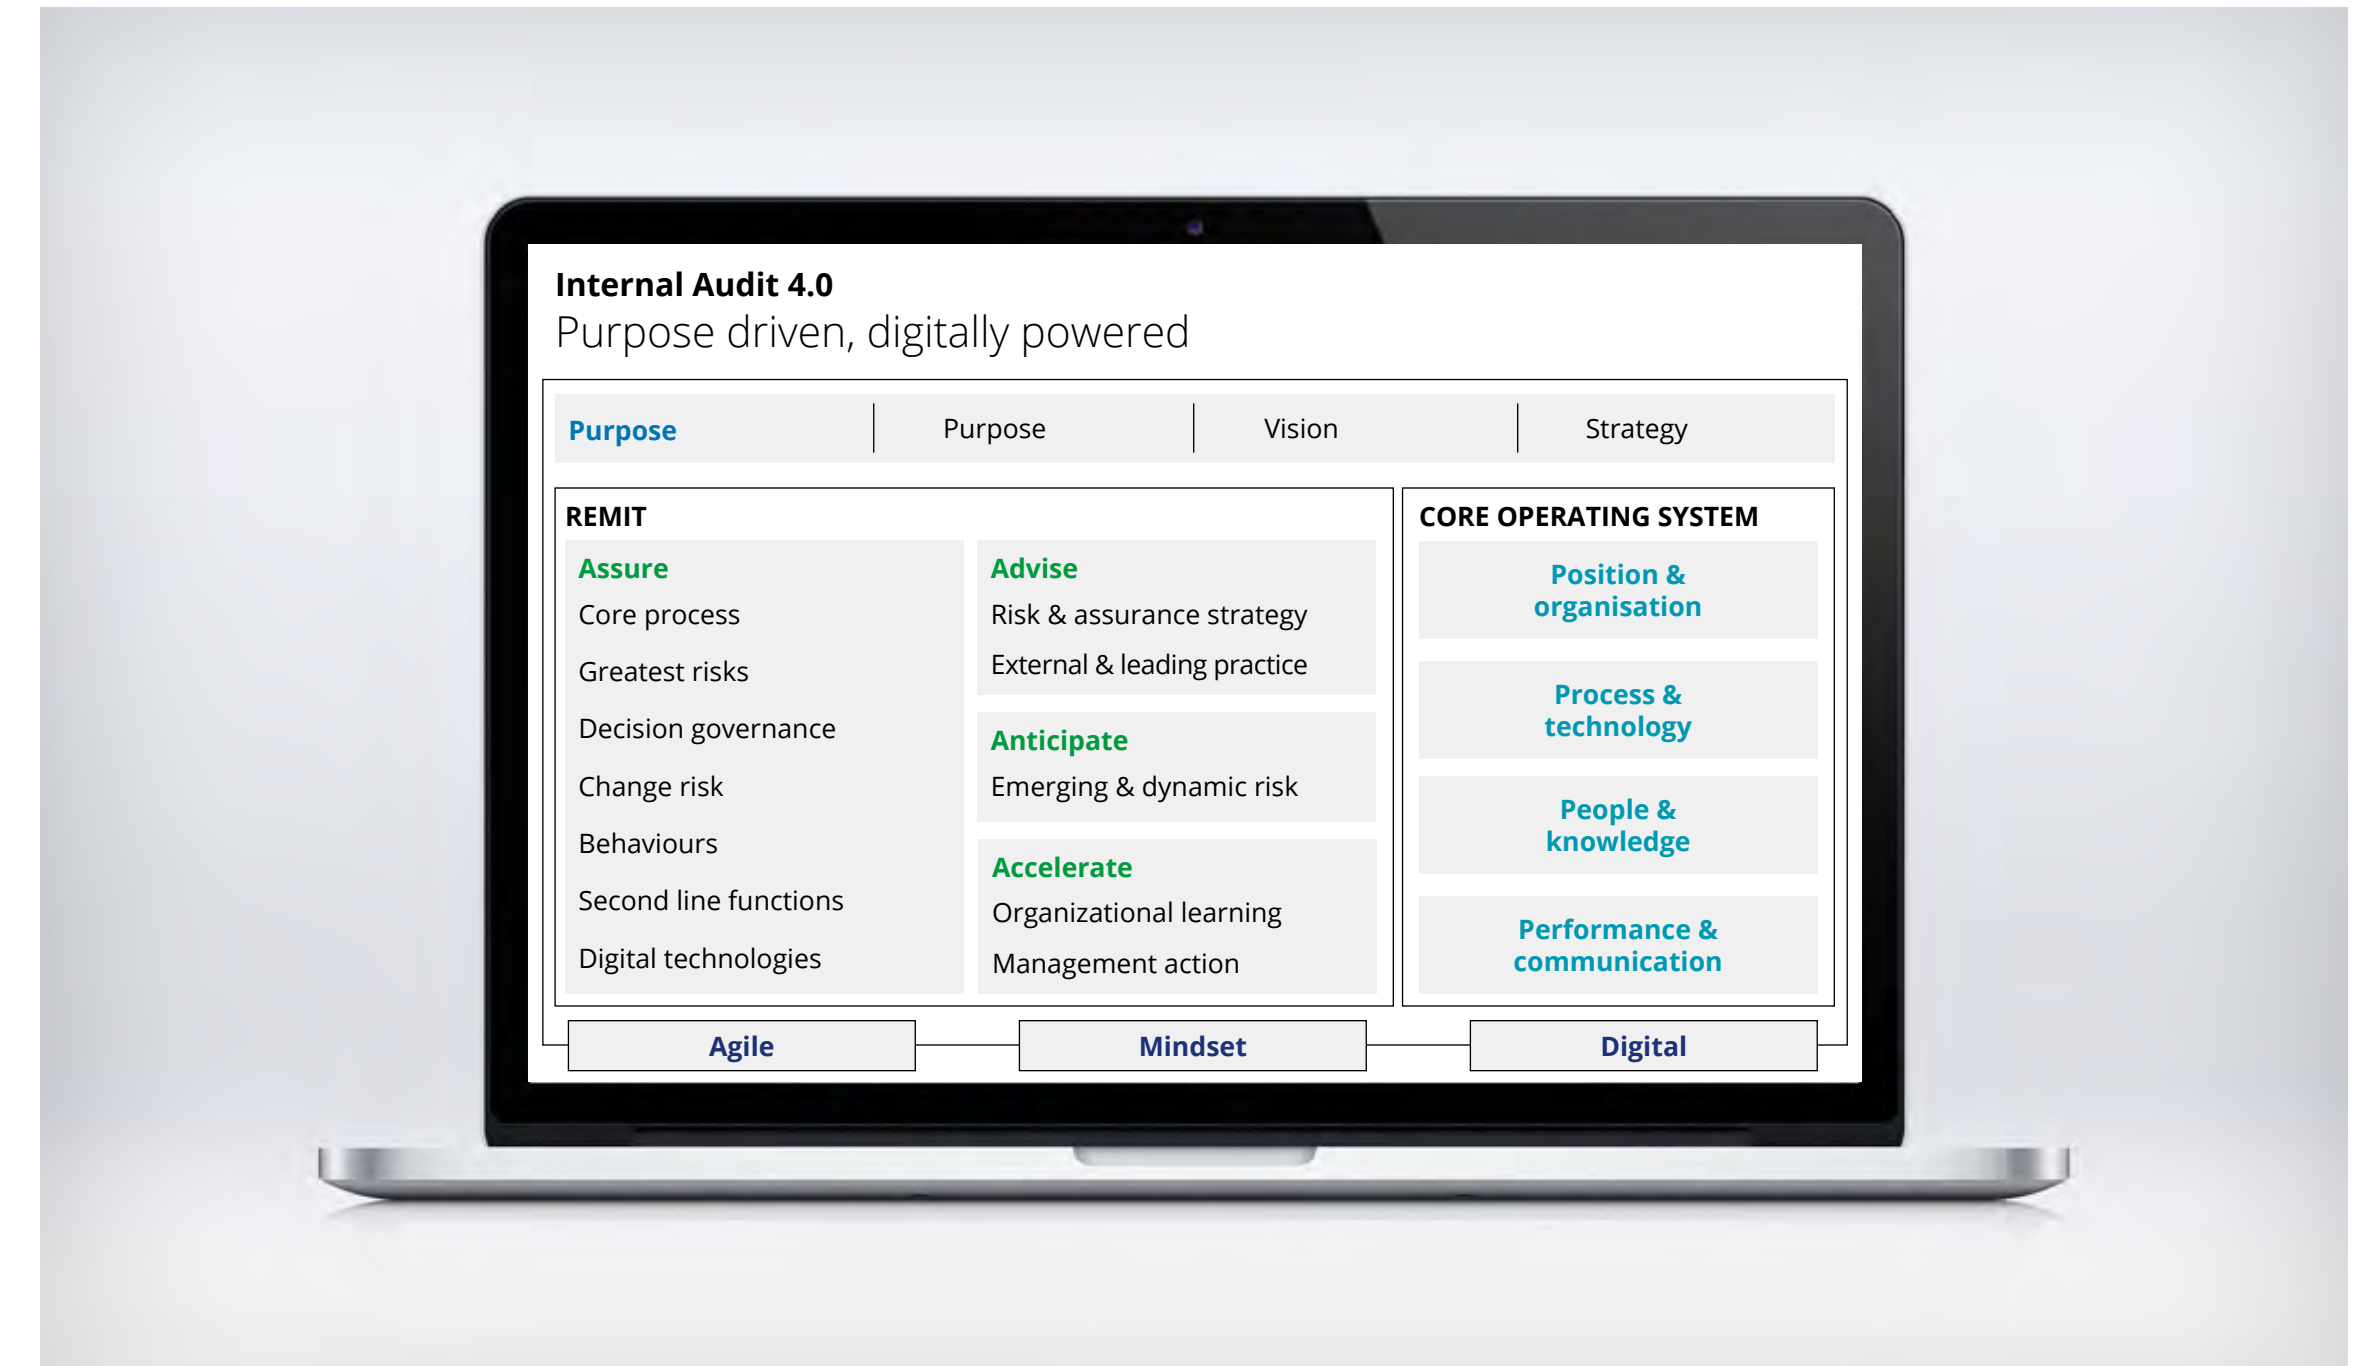 Internal Audit 4.0
Purpose driven, digitally powered
Purpose
Purpose
Vision
Strategy
REMIT
Assure
Core process
Greatest risks
Decision governance
Change risk
Behaviours
Second line functions
Digital technologies
Advise
Risk & assurance strategy
External & leading practice
Anticipate
Emerging & dynamic risk
Accelerate
Organizational learning
Management action
CORE OPERATING SYSTEM
Position &
organisation
Process &
technology
People &
knowledge
Performance &
communication
Agile
Mindset
Digital